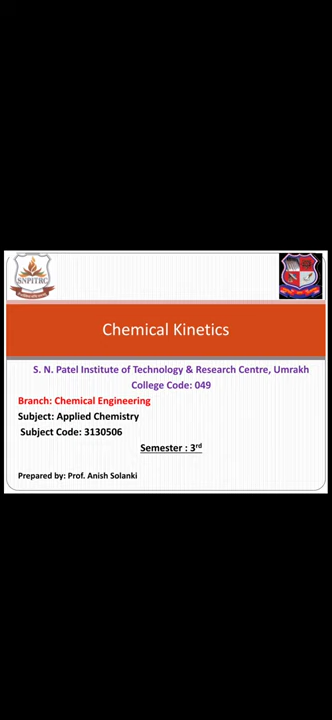 SNPITRC
Chemical Kinetics
S. N. Patel Institute of Technology & Research Centre, Umrakh
College Code: 049
Branch: Chemical Engineering
Subject: Applied Chemistry
Subject Code: 3130506
Semester : 3rd
Prepared by: Prof. Anish Solanki